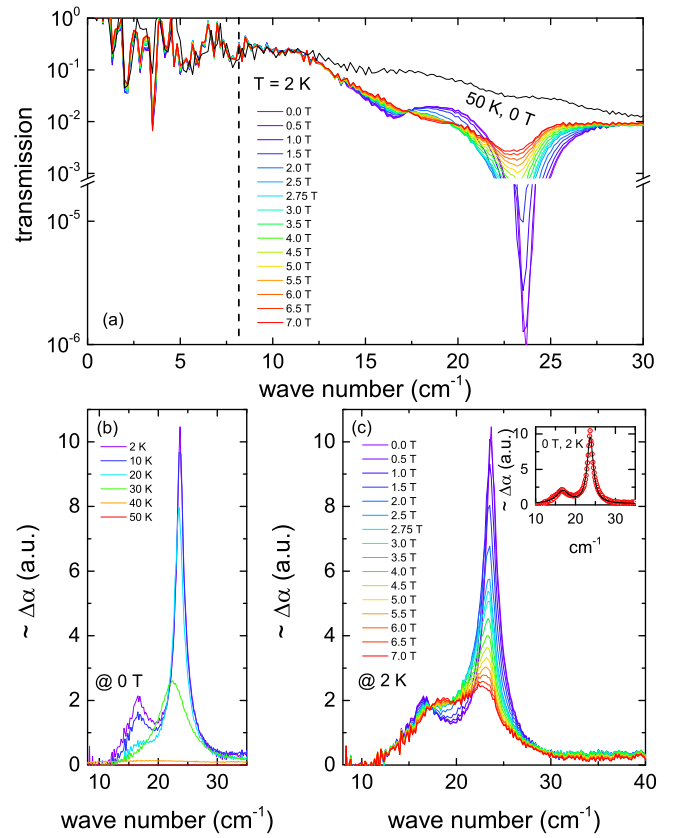 10⁰
10⁻¹
10⁻²
10⁻³
10⁻⁵
10⁻⁶
transmission
T = 2 K
0.0 T
0.5 T
1.0 T
1.5 T
2.0 T
2.5 T
2.75 T
3.0 T
3.5 T
4.0 T
4.5 T
5.0 T
5.5 T
6.0 T
6.5 T
7.0 T
50 K, 0 T
(a)
0 5 10 15 20 25 30
wave number (cm⁻¹)
(b)
2 K
10 K
20 K
30 K
40 K
50 K
@ 0 T
10
8
6
4
2
0
~ Δα (a.u.)
10 20 30
wave number (cm⁻¹)
(c)
0.0 T
0.5 T
1.0 T
1.5 T
2.0 T
2.5 T
2.75 T
3.0 T
3.5 T
4.0 T
4.5 T
5.0 T
5.5 T
6.0 T
6.5 T
7.0 T
@ 2 K
10
8
6
4
2
0
~ Δα (a.u.)
10 20 30 40
wave number (cm⁻¹)
0 T, 2 K
10.0
7.5
5.0
2.5
~ Δα (a.u.)
10 20 30
cm⁻¹